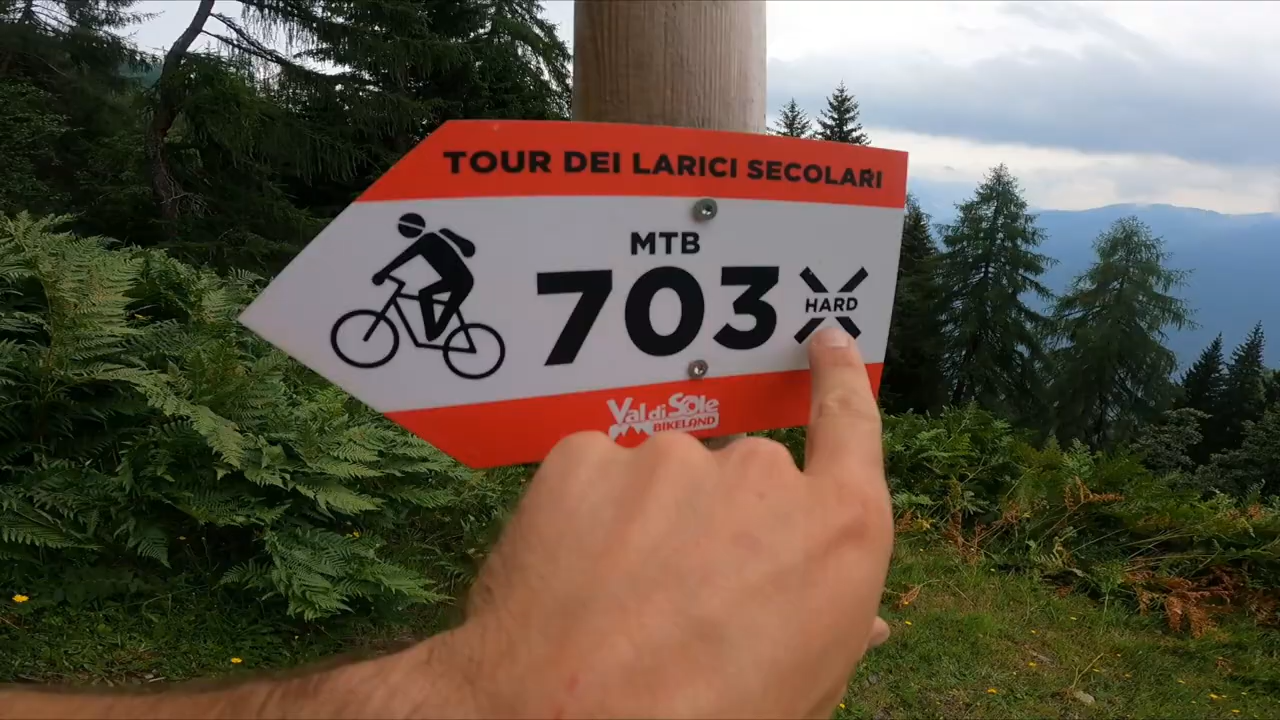 TOUR DEI LARICI SECOLARI
MTB
703
HARD
Val di Sole
BIKELAND